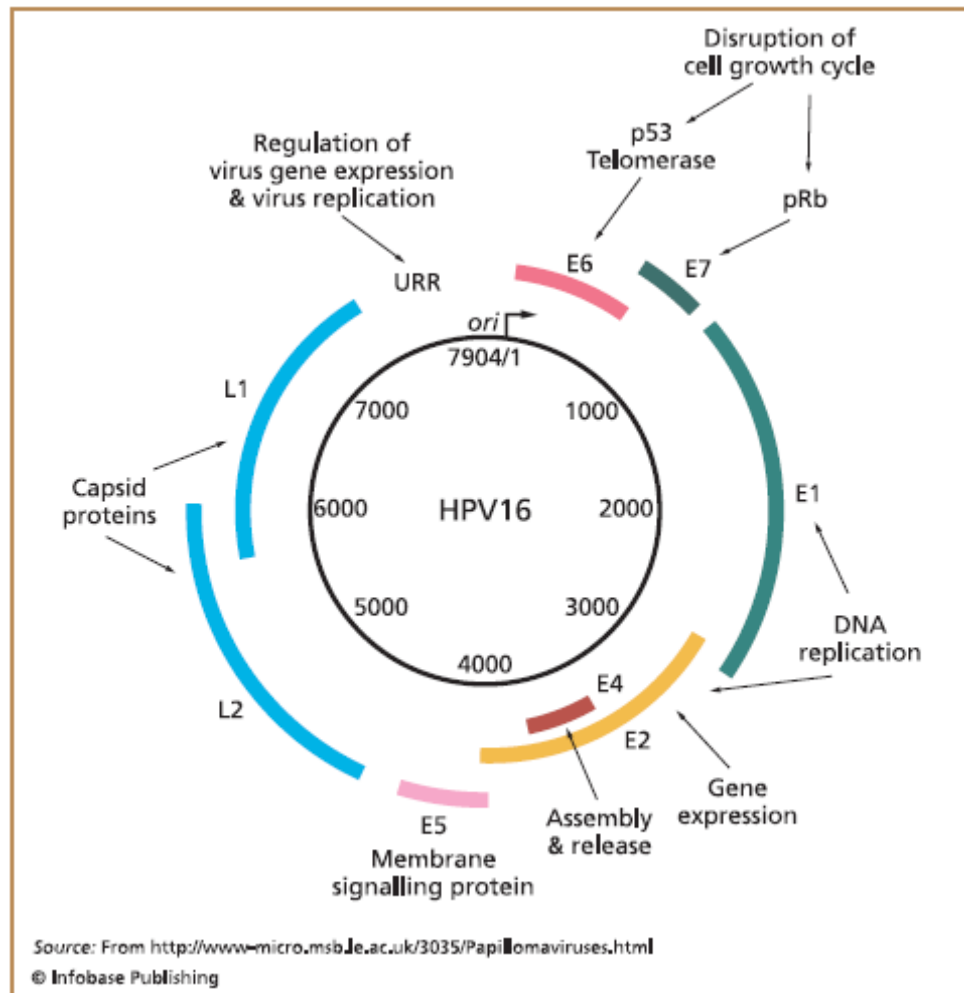 Disruption of
cell growth cycle
p53
Telomerase
pRb
Regulation of
virus gene expression
& virus replication
URR
E6
E7
ori
7904/1
1000
2000
3000
4000
5000
6000
7000
HPV16
L1
Capsid
proteins
L2
E1
DNA
replication
E4
E2
Gene
expression
Assembly
& release
E5
Membrane
signalling protein
Source: From http://www-micro.msb.le.ac.uk/3035/Papillomaviruses.html
© Infobase Publishing